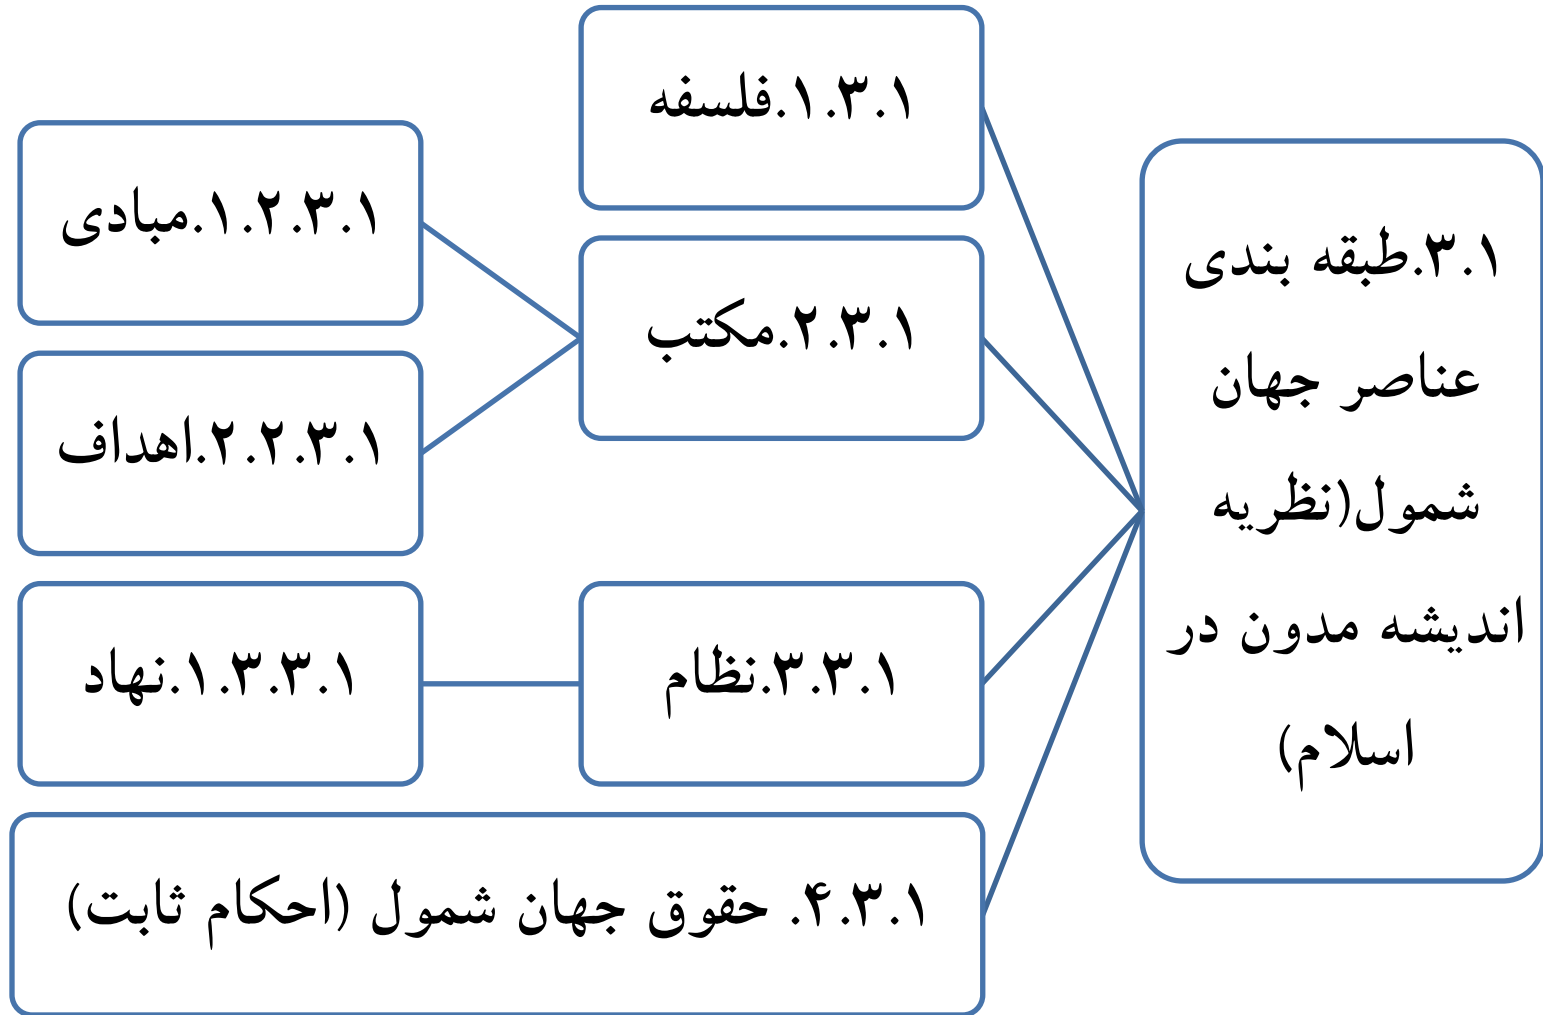 ۱.۳.طبقه بندی
عناصر جهان
شمول(نظریه
اندیشه مدون در
اسلام)
۱.۳.۱.فلسفه
۱.۳.۲.مکتب
۱.۳.۲.۱.مبادی
۱.۳.۲.۲.اهداف
۱.۳.۳.نظام
۱.۳.۳.۱.نهاد
۱.۳.۴. حقوق جهان شمول (احکام ثابت)